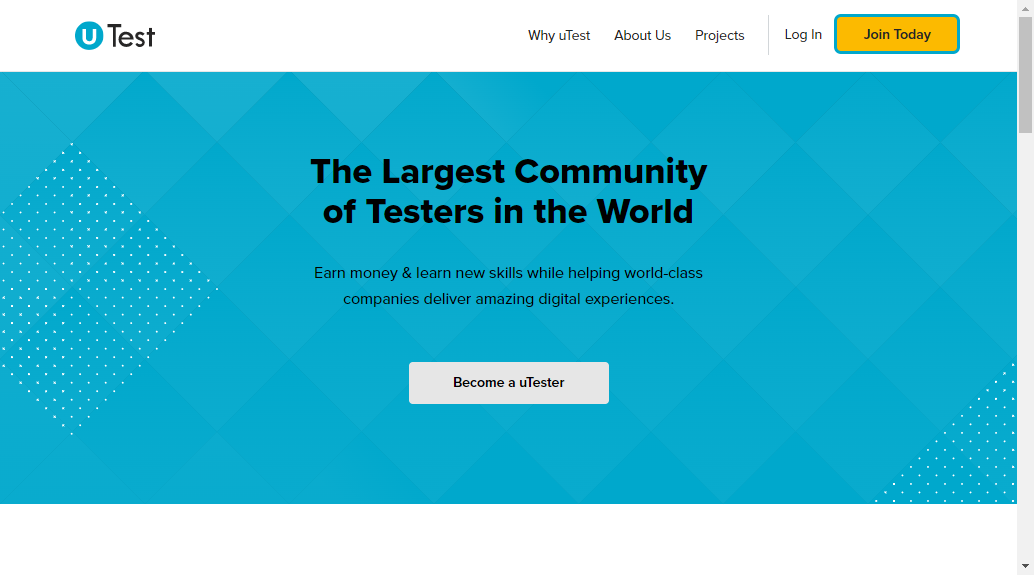 uTest
Why uTest
About Us
Projects
Log In
Join Today
The Largest Community
of Testers in the World
Earn money & learn new skills while helping world-class
companies deliver amazing digital experiences.
Become a uTester